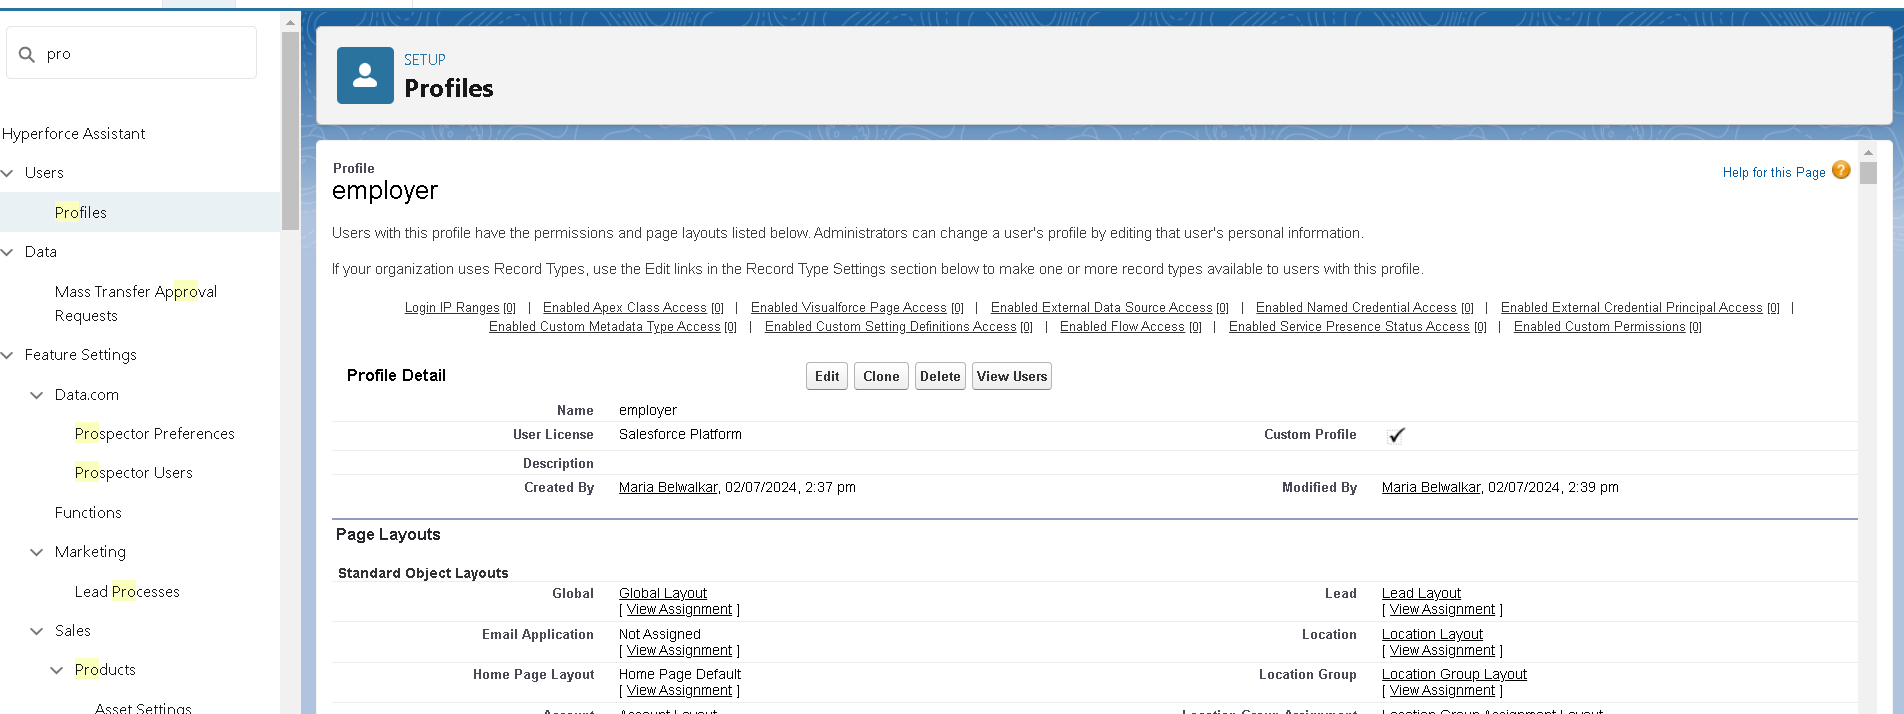 pro
Hyperforce Assistant
Users
Profiles
Data
Mass Transfer Approval
Requests
Feature Settings
Data.com
Prospector Preferences
Prospector Users
Functions
Marketing
Lead Processes
Sales
Products
Asset Settings
SETUP
Profiles
Profile
employer
Help for this Page ?
Users with this profile have the permissions and page layouts listed below. Administrators can change a user's profile by editing that user's personal information.
If your organization uses Record Types, use the Edit links in the Record Type Settings section below to make one or more record types available to users with this profile.
Login IP Ranges [0] | Enabled Apex Class Access [0] | Enabled Visualforce Page Access [0] | Enabled External Data Source Access [0] | Enabled Named Credential Access [0] | Enabled External Credential Principal Access [0] |
Enabled Custom Metadata Type Access [0] | Enabled Custom Setting Definitions Access [0] | Enabled Flow Access [0] | Enabled Service Presence Status Access [0] | Enabled Custom Permissions [0]
Profile Detail Edit Clone Delete View Users
Name employer
User License Salesforce Platform Custom Profile
Description
Created By Maria Belwalkar, 02/07/2024, 2:37 pm Modified By Maria Belwalkar, 02/07/2024, 2:39 pm
Page Layouts
Standard Object Layouts
Global Global Layout Lead Lead Layout
[ View Assignment ] [ View Assignment ]
Email Application Not Assigned Location Location Layout
[ View Assignment ] [ View Assignment ]
Home Page Layout Home Page Default Location Group Location Group Layout
[ View Assignment ] [ View Assignment ]
Account Account Layout Location Group Assignment Location Group Assignment Layout